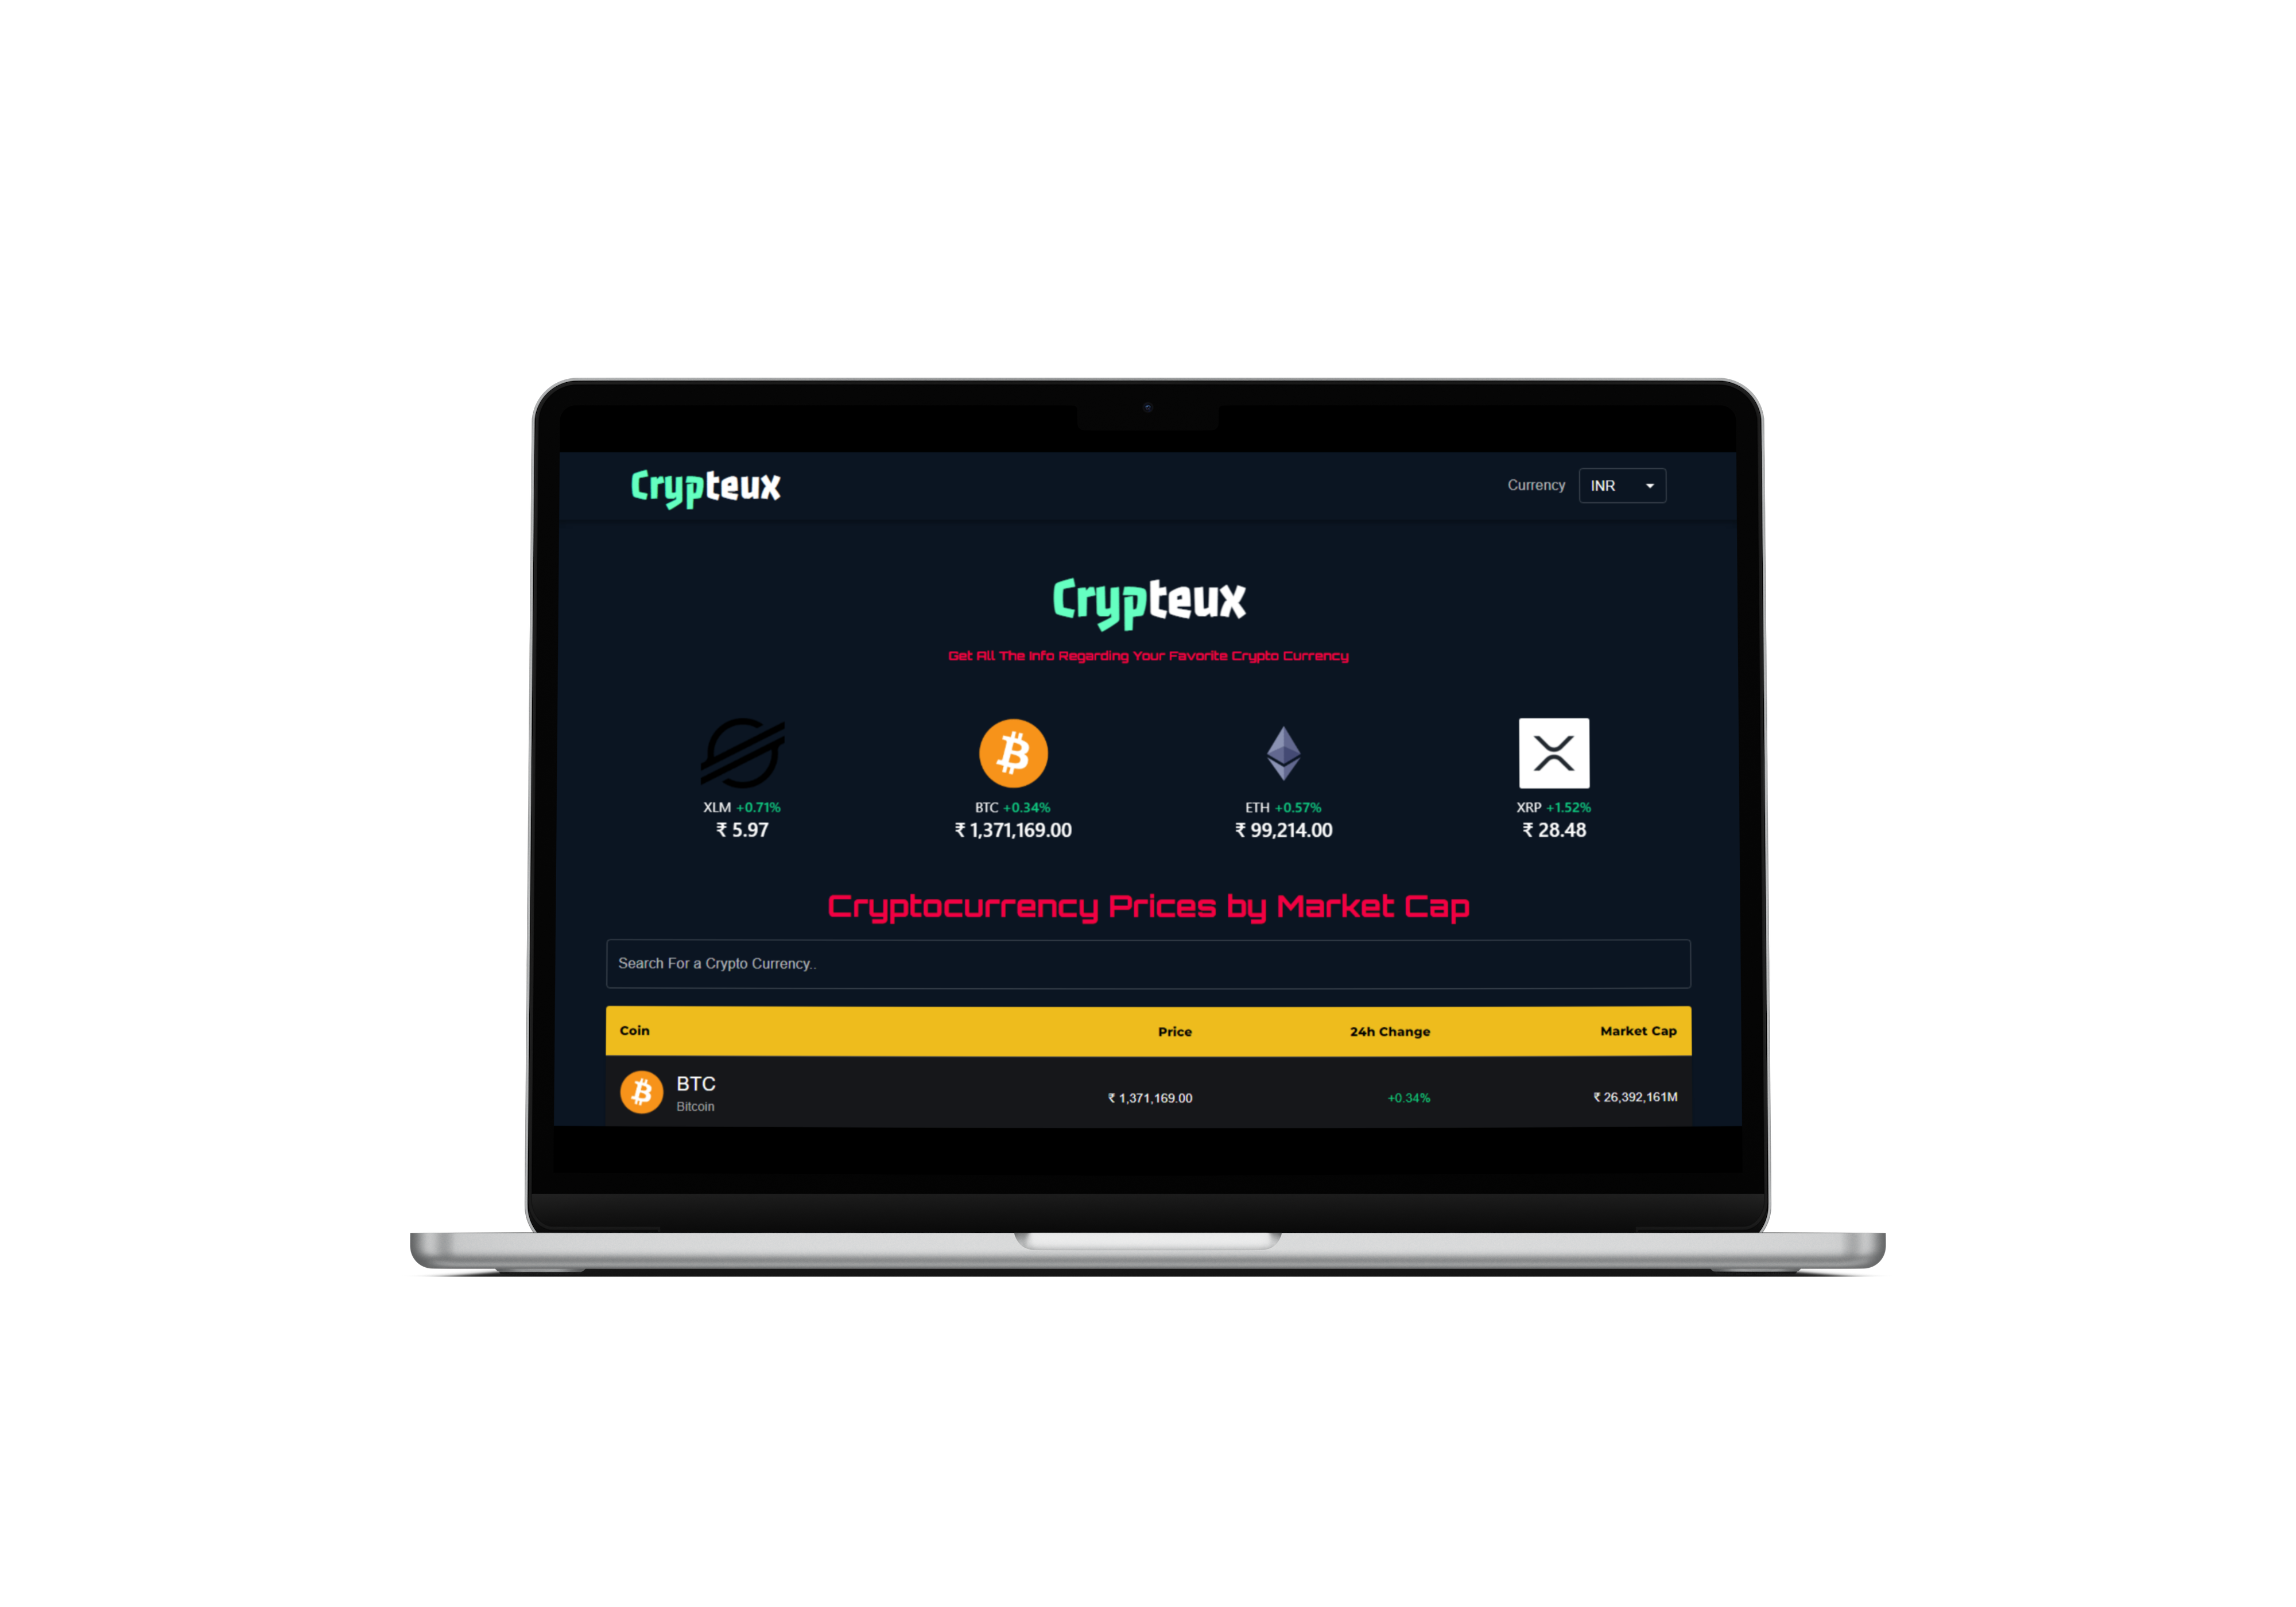 Crypteux
Currency INR
Crypteux
Get All The Info Regarding Your Favorite Crypto Currency
XLM +0.71% BTC +0.34% ETH +0.57% XRP +1.52%
₹ 5.97 ₹ 1,371,169.00 ₹ 99,214.00 ₹ 28.48
Cryptocurrency Prices by Market Cap
Search For a Crypto Currency..
Coin Price 24h Change Market Cap
BTC
Bitcoin ₹ 1,371,169.00 +0.34% ₹ 26,392,161M